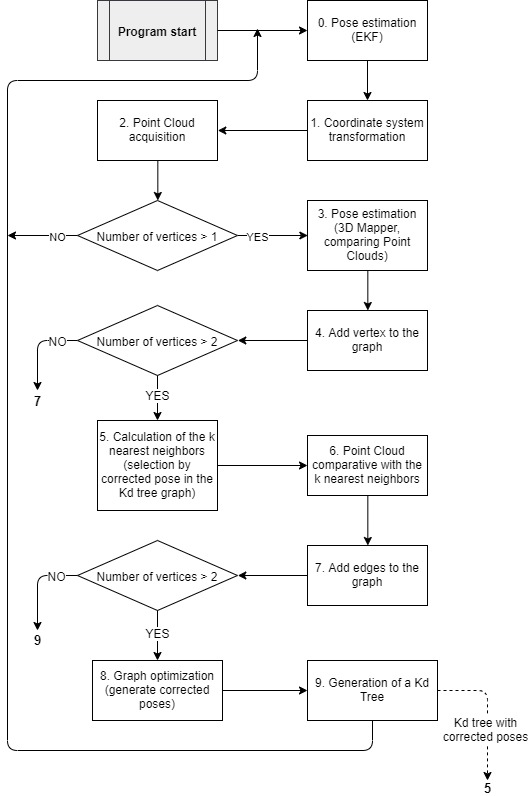 Program start
0. Pose estimation
(EKF)
1. Coordinate system
transformation
2. Point Cloud
acquisition
Number of vertices > 1
NO
YES
3. Pose estimation
(3D Mapper,
comparing Point
Clouds)
4. Add vertex to the
graph
Number of vertices > 2
NO
7
YES
5. Calculation of the k
nearest neighbors
(selection by
corrected pose in the
Kd tree graph)
6. Point Cloud
comparative with the
k nearest neighbors
7. Add edges to the
graph
Number of vertices > 2
NO
9
YES
8. Graph optimization
(generate corrected
poses)
9. Generation of a Kd
Tree
Kd tree with
corrected poses
5